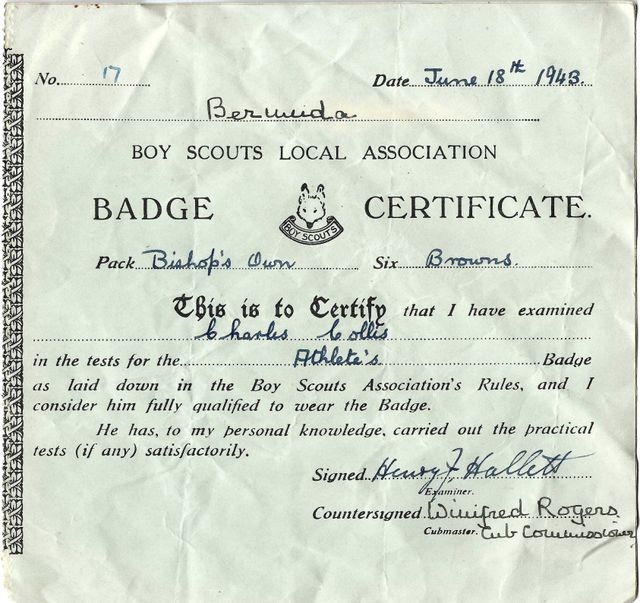 No. 17 Date June 18th 1943.
Bermuda
BOY SCOUTS LOCAL ASSOCIATION
BADGE CERTIFICATE.
BOY SCOUTS
Pack Bishop's Own Six Browns.
This is to Certify that I have examined
Charles Collis
in the tests for the Athlete's Badge
as laid down in the Boy Scouts Association's Rules, and I
consider him fully qualified to wear the Badge.
He has, to my personal knowledge, carried out the practical
tests (if any) satisfactorily.
Signed Henry J. Hallett
Examiner.
Countersigned Winifred Rogers
Cubmaster. Cub Commissioner